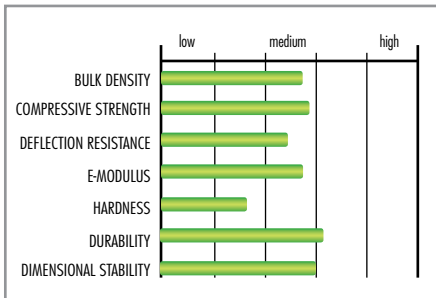 low medium high
BULK DENSITY
COMPRESSIVE STRENGTH
DEFLECTION RESISTANCE
E-MODULUS
HARDNESS
DURABILITY
DIMENSIONAL STABILITY